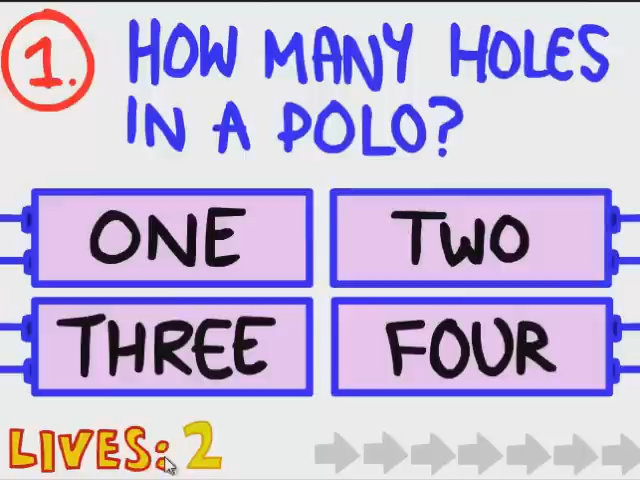 1.
HOW MANY HOLES
IN A POLO?
ONE
TWO
THREE
FOUR
LIVES: 2